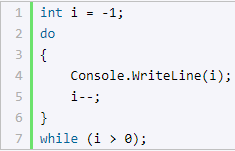 1 int i = -1;
2 do
3 {
4     Console.WriteLine(i);
5     i--;
6 }
7 while (i > 0);